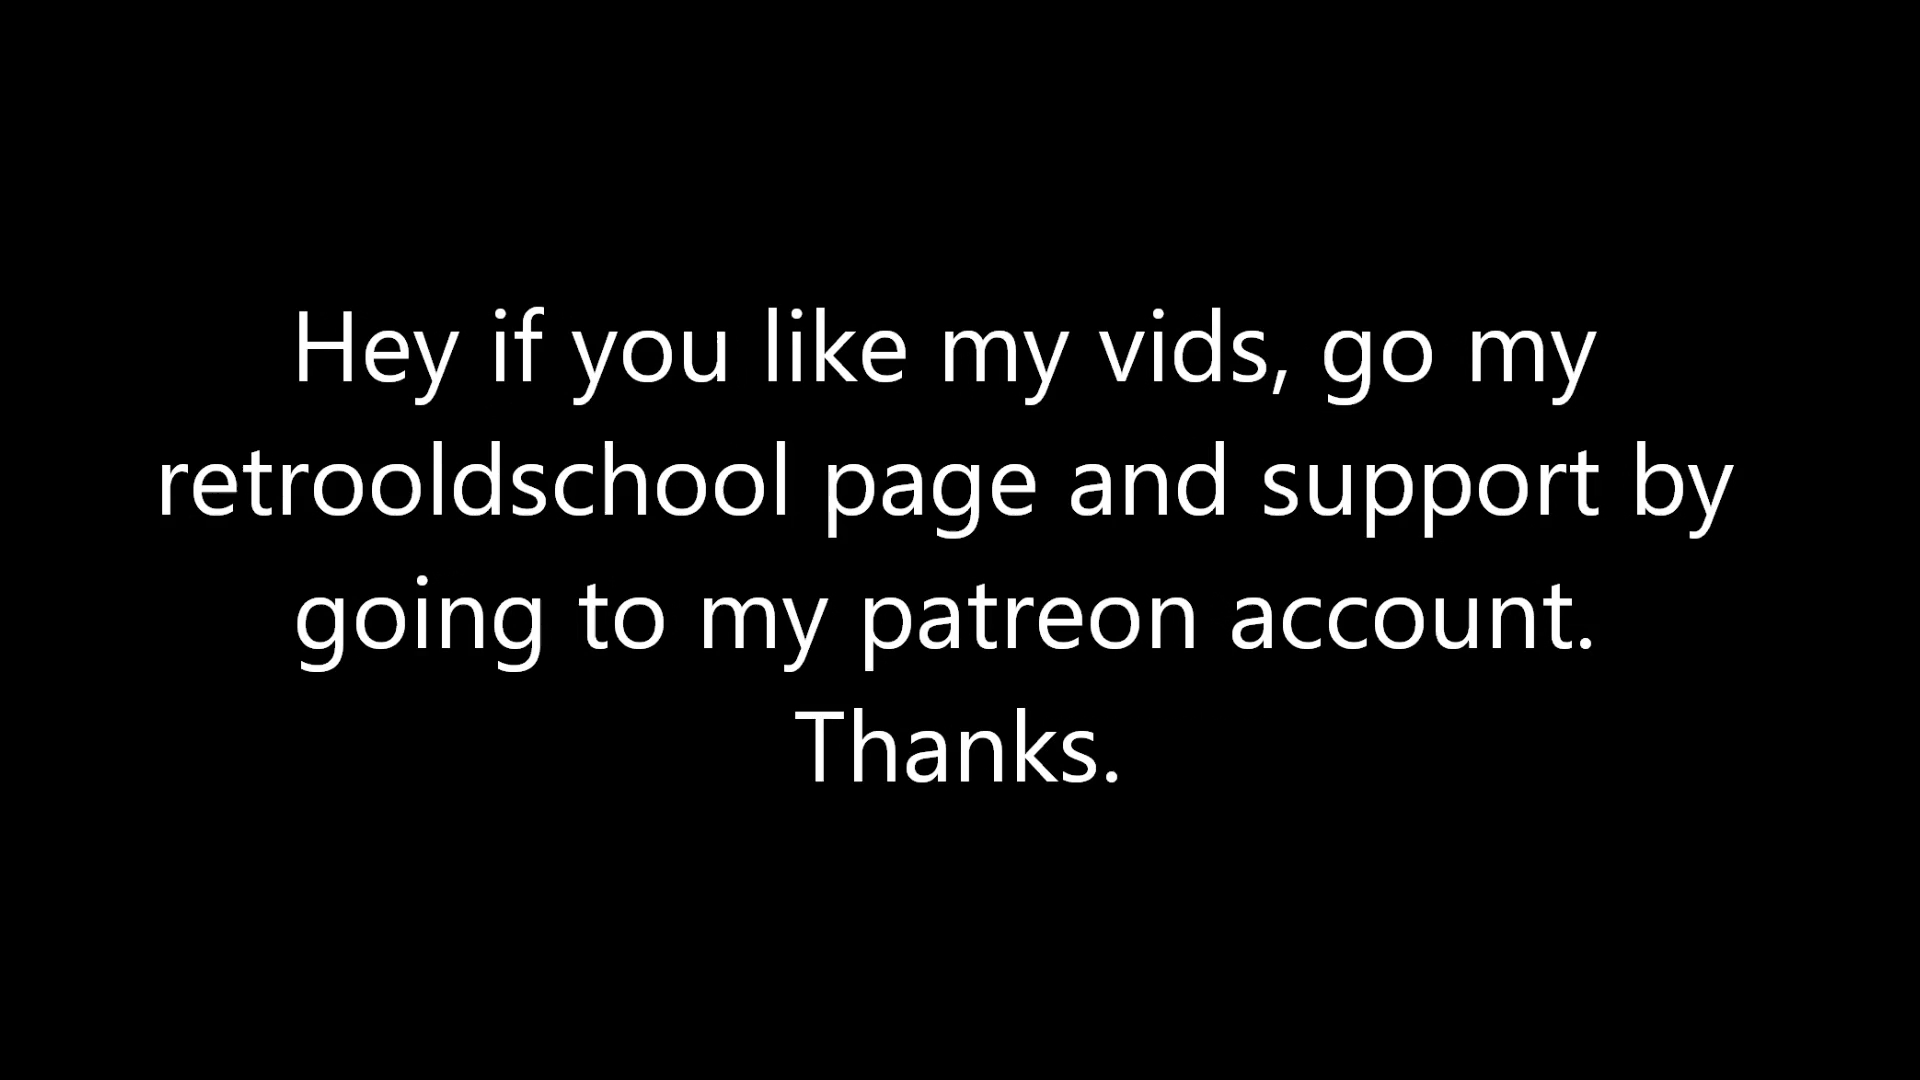 Hey if you like my vids, go my
retrooldschool page and support by
going to my patreon account.
Thanks.